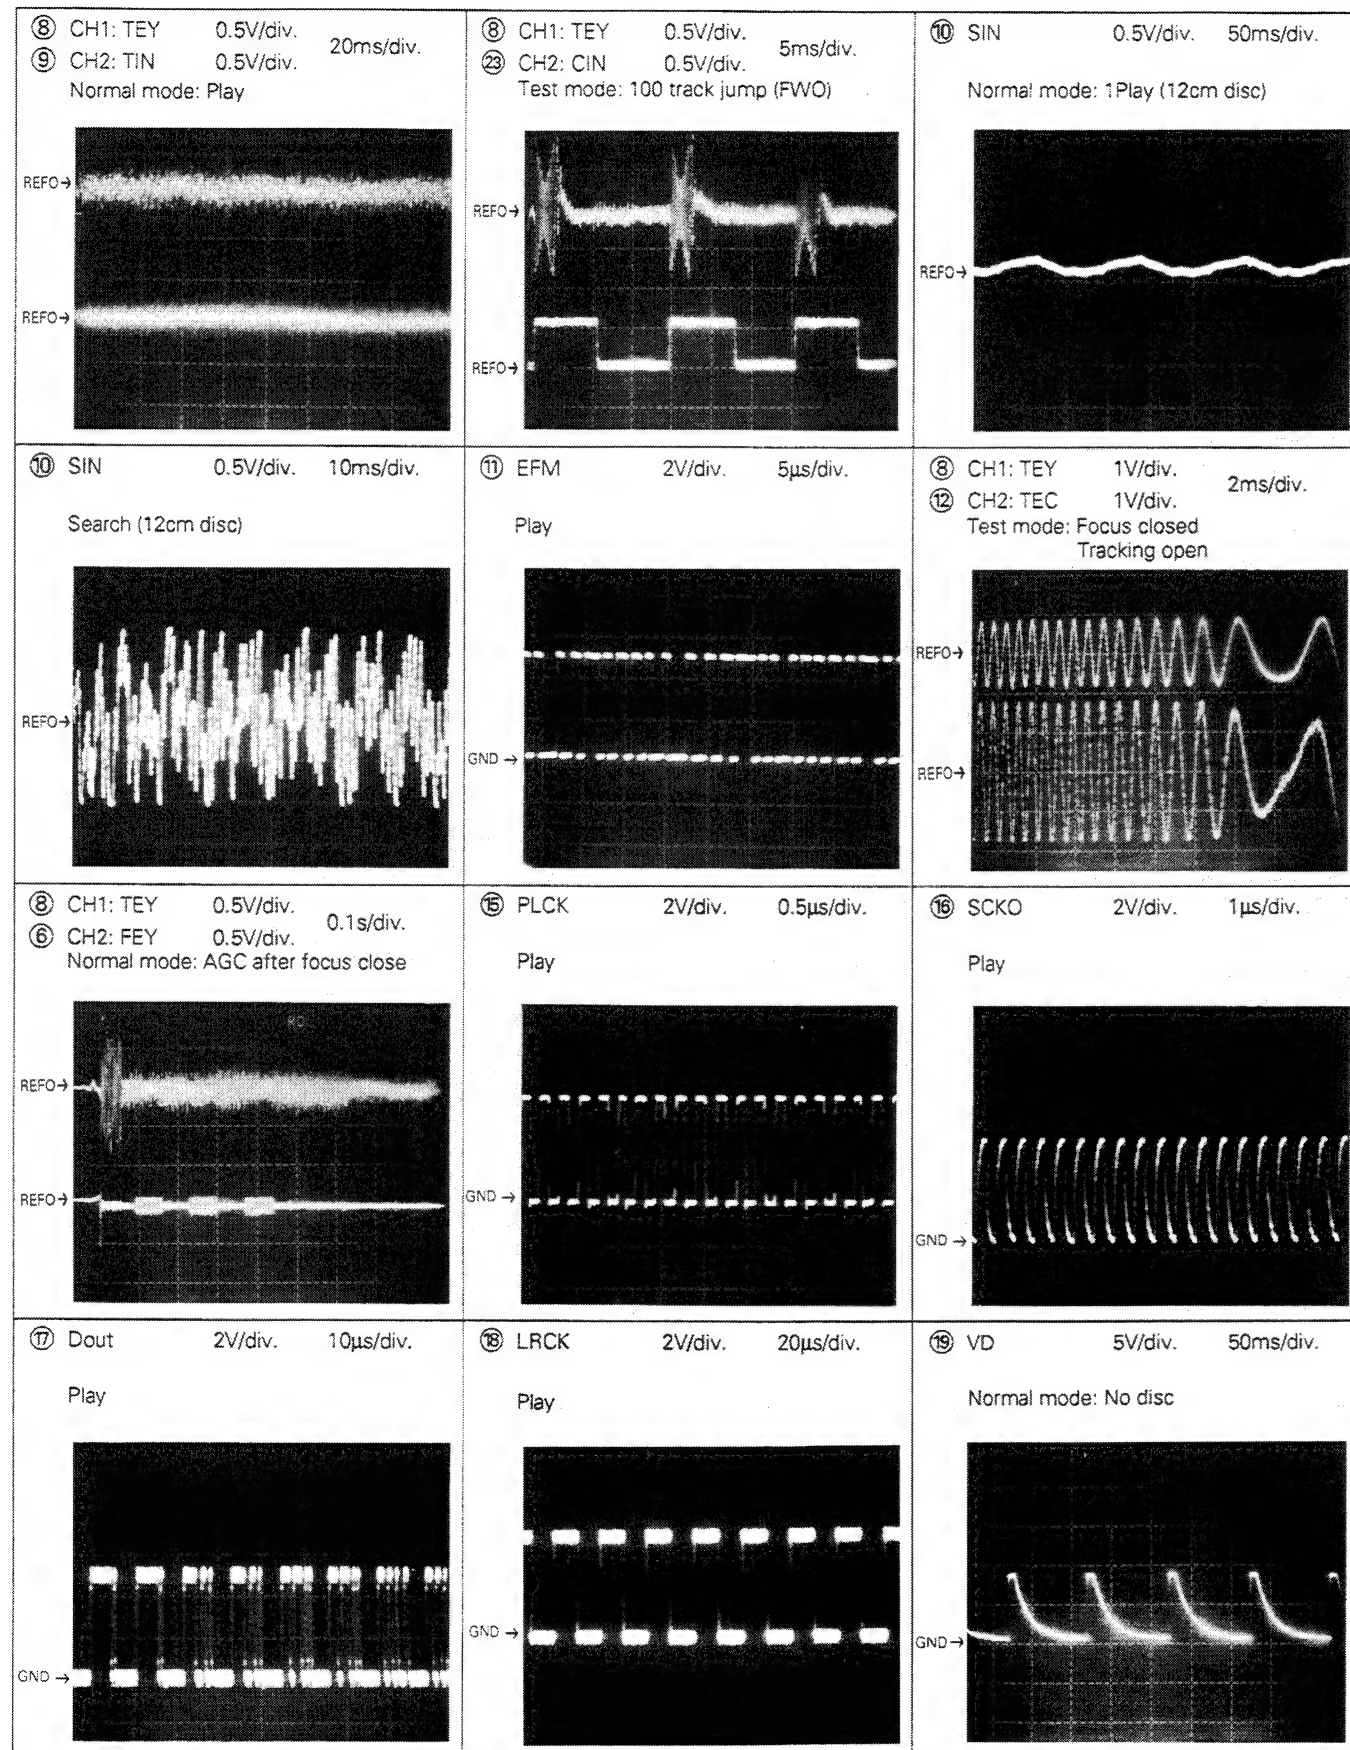 ⑧ CH1: TEY 0.5V/div. 20ms/div.
⑨ CH2: TIN 0.5V/div.
Normal mode: Play
REFO→
REFO→
⑧ CH1: TEY 0.5V/div. 5ms/div.
㉓ CH2: CIN 0.5V/div.
Test mode: 100 track jump (FWO)
REFO→
REFO→
⑩ SIN 0.5V/div. 50ms/div.
Normal mode: 1Play (12cm disc)
REFO→
⑩ SIN 0.5V/div. 10ms/div.
Search (12cm disc)
REFO→
⑪ EFM 2V/div. 5µs/div.
Play
GND →
⑧ CH1: TEY 1V/div. 2ms/div.
⑫ CH2: TEC 1V/div.
Test mode: Focus closed
Tracking open
REFO→
REFO→
⑧ CH1: TEY 0.5V/div. 0.1s/div.
⑥ CH2: FEY 0.5V/div.
Normal mode: AGC after focus close
REFO→
REFO→
⑮ PLCK 2V/div. 0.5µs/div.
Play
GND →
⑯ SCKO 2V/div. 1µs/div.
Play
GND →
⑰ Dout 2V/div. 10µs/div.
Play
GND →
⑱ LRCK 2V/div. 20µs/div.
Play
GND →
⑲ VD 5V/div. 50ms/div.
Normal mode: No disc
GND→